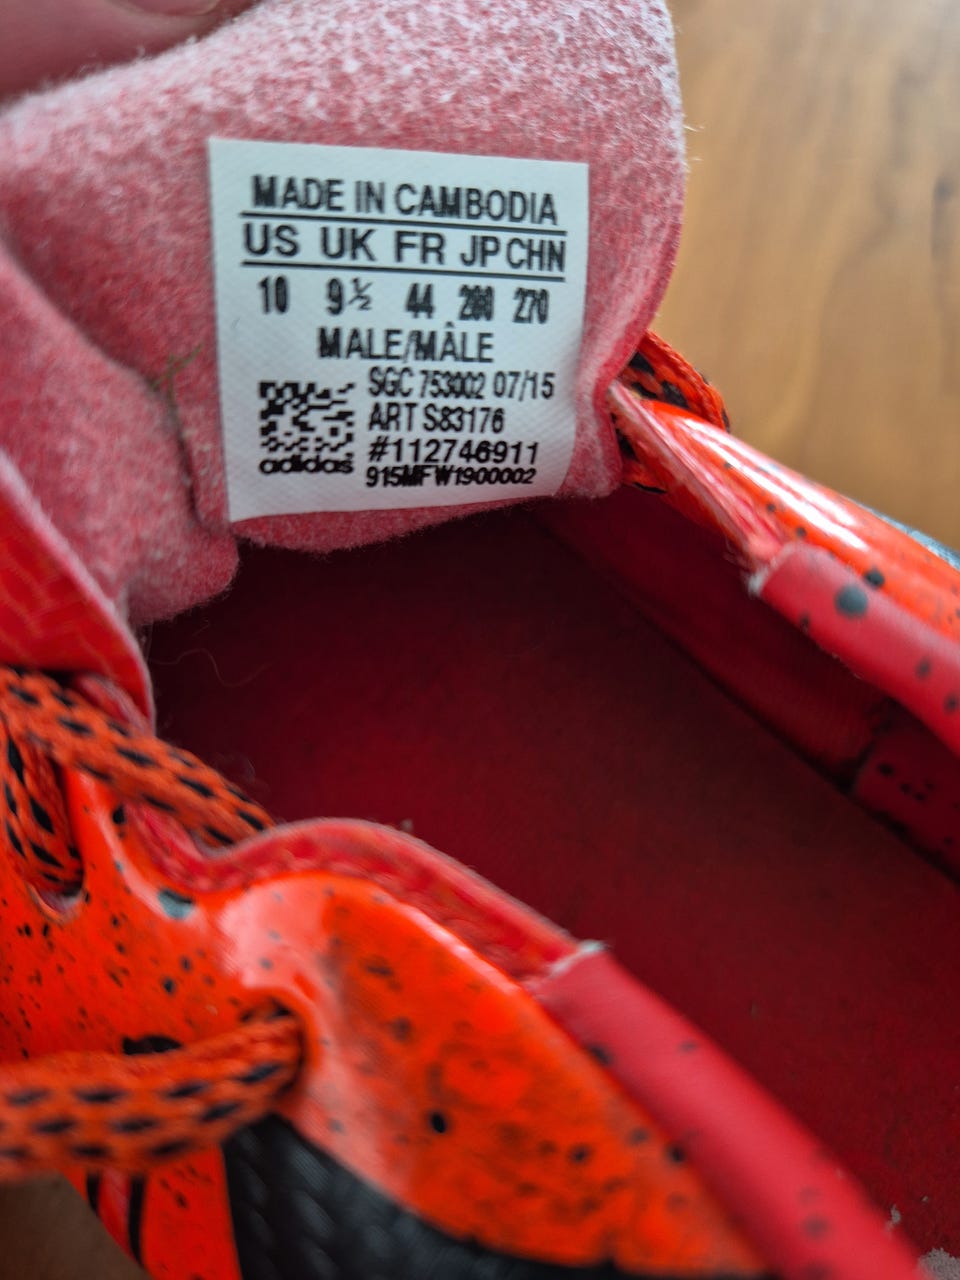 MADE IN CAMBODIA
US UK FR JP CHN
10 9½ 44 280 270
MALE/MÂLE
SGC 753002 07/15
ART S83176
#112746911
adidas
915MFW1900002